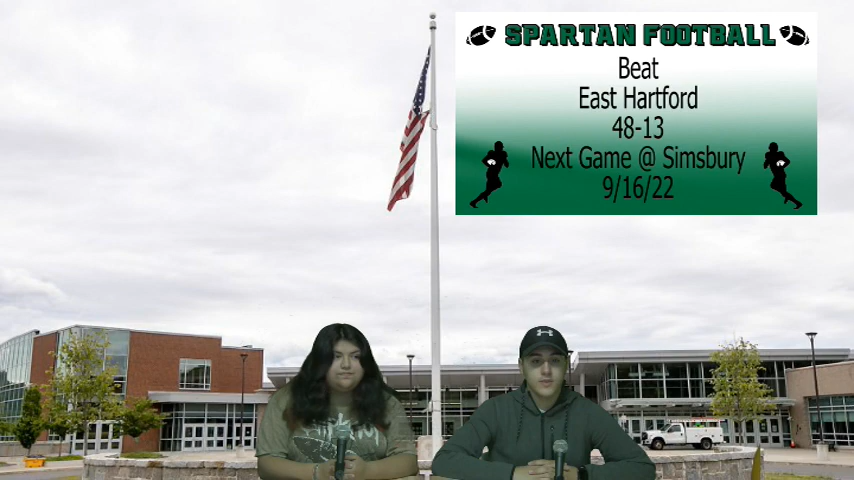 SPARTAN FOOTBALL
Beat
East Hartford
48-13
Next Game @ Simsbury
9/16/22